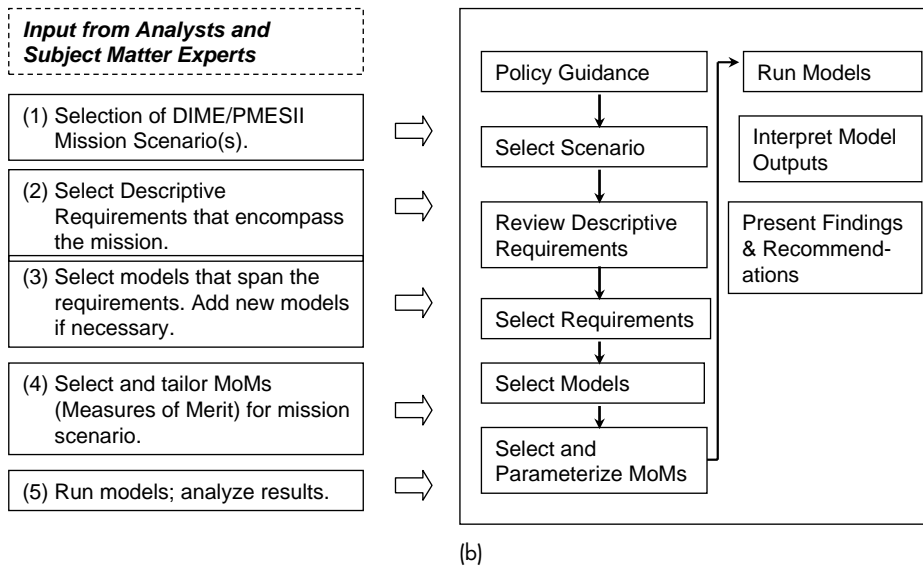 Input from Analysts and
Subject Matter Experts
(1) Selection of DIME/PMESII
Mission Scenario(s).
(2) Select Descriptive
Requirements that encompass
the mission.
(3) Select models that span the
requirements. Add new models
if necessary.
(4) Select and tailor MoMs
(Measures of Merit) for mission
scenario.
(5) Run models; analyze results.
Policy Guidance
Select Scenario
Review Descriptive
Requirements
Select Requirements
Select Models
Select and
Parameterize MoMs
Run Models
Interpret Model
Outputs
Present Findings
& Recommend-
ations
(b)